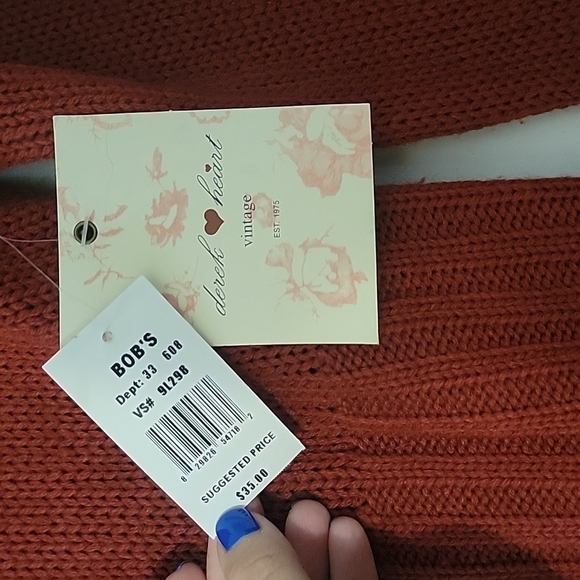 derek heart
vintage
EST. 1975
BOB'S
Dept: 33 608
VS# 9L298
SUGGESTED PRICE
$35.00